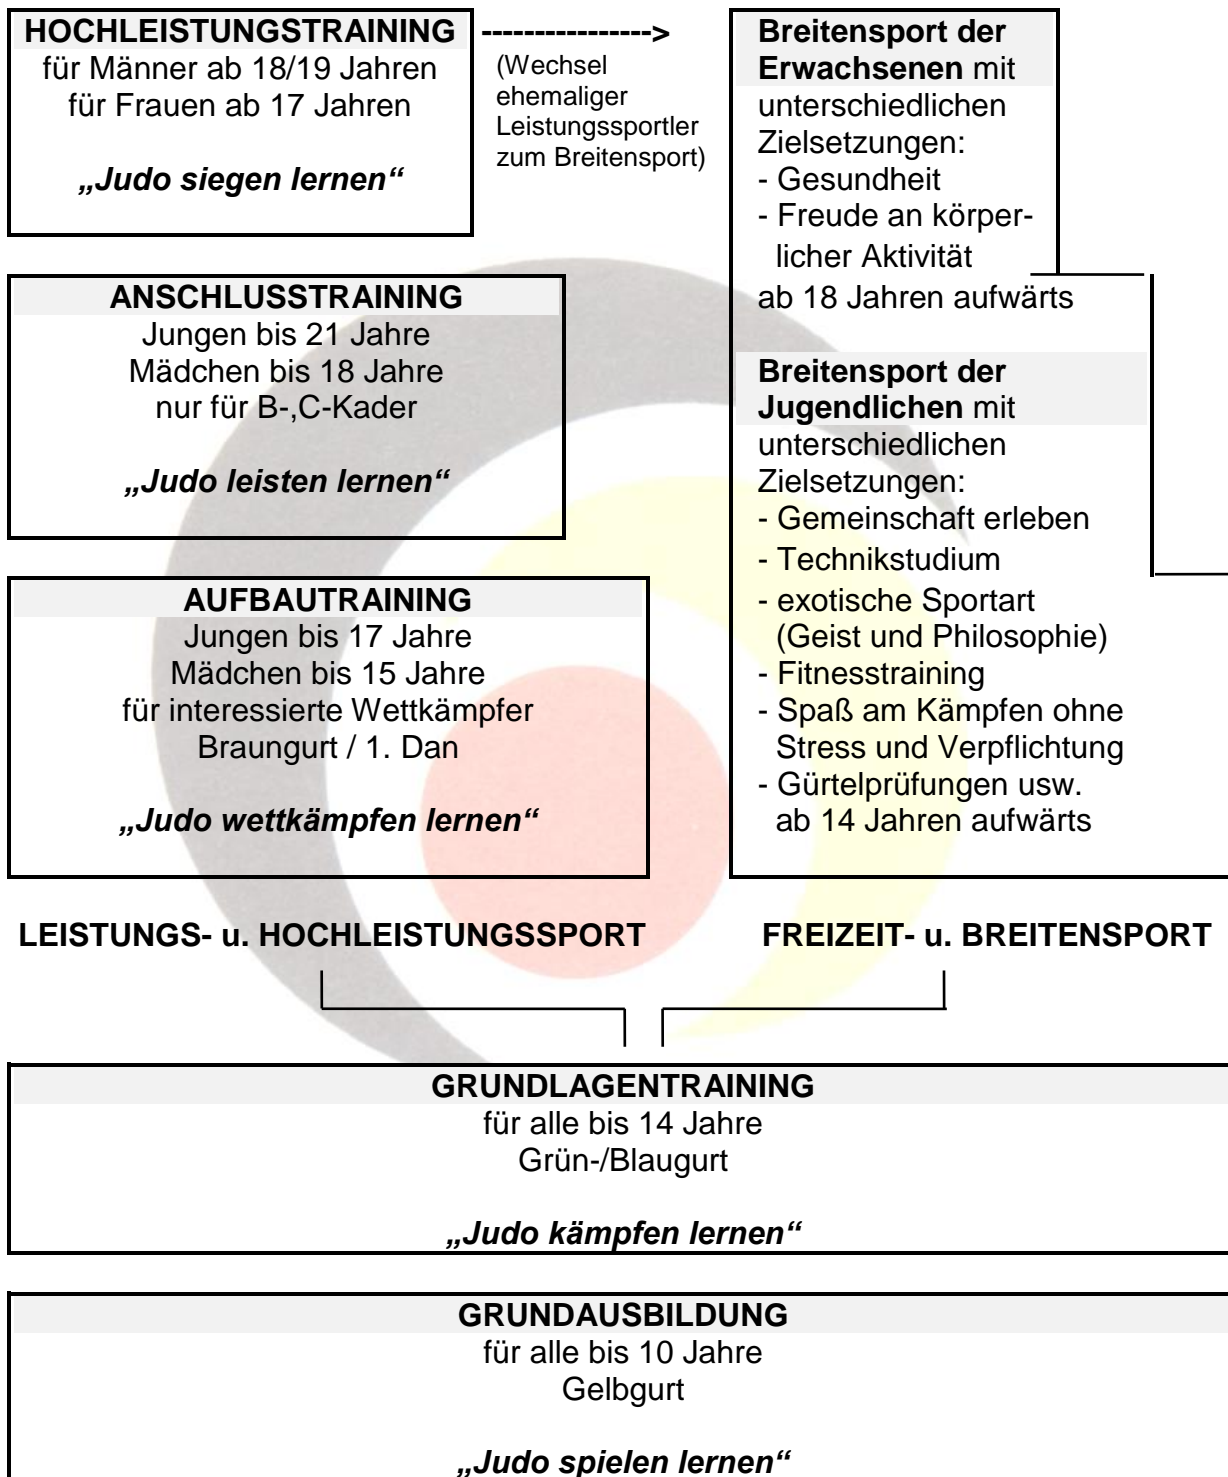 HOCHLEISTUNGSTRAINING
für Männer ab 18/19 Jahren
für Frauen ab 17 Jahren
„Judo siegen lernen“
---------------->
(Wechsel
ehemaliger
Leistungssportler
zum Breitensport)
Breitensport der
Erwachsenen mit
unterschiedlichen
Zielsetzungen:
- Gesundheit
- Freude an körper-
licher Aktivität
ab 18 Jahren aufwärts
ANSCHLUSSTRAINING
Jungen bis 21 Jahre
Mädchen bis 18 Jahre
nur für B-,C-Kader
„Judo leisten lernen“
Breitensport der
Jugendlichen mit
unterschiedlichen
Zielsetzungen:
- Gemeinschaft erleben
- Technikstudium
- exotische Sportart
(Geist und Philosophie)
- Fitnesstraining
- Spaß am Kämpfen ohne
Stress und Verpflichtung
- Gürtelprüfungen usw.
ab 14 Jahren aufwärts
AUFBAUTRAINING
Jungen bis 17 Jahre
Mädchen bis 15 Jahre
für interessierte Wettkämpfer
Braungurt / 1. Dan
„Judo wettkämpfen lernen“
LEISTUNGS- u. HOCHLEISTUNGSSPORT
FREIZEIT- u. BREITENSPORT
GRUNDLAGENTRAINING
für alle bis 14 Jahre
Grün-/Blaugurt
„Judo kämpfen lernen“
GRUNDAUSBILDUNG
für alle bis 10 Jahre
Gelbgurt
„Judo spielen lernen“